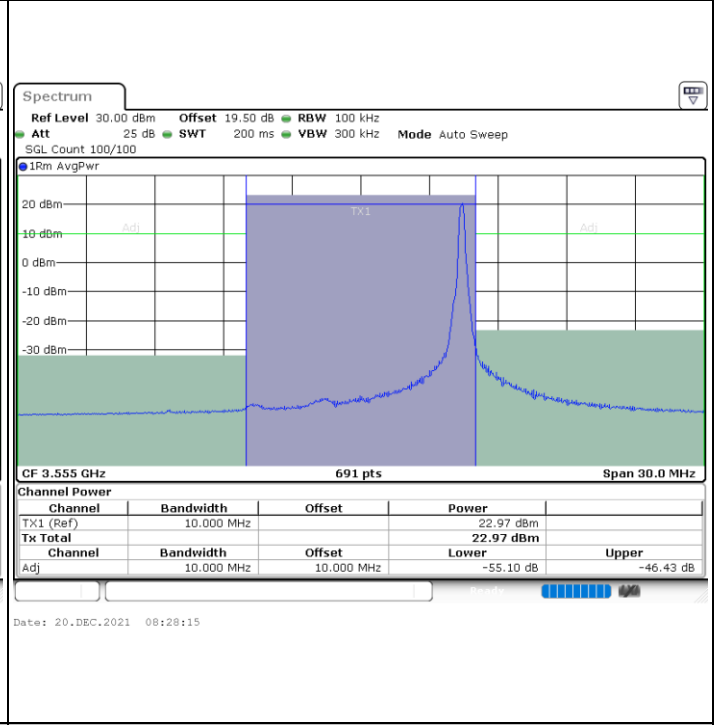 Spectrum
Ref Level 30.00 dBm Offset 19.50 dB RBW 100 kHz
Att 25 dB SWT 200 ms VBW 300 kHz Mode Auto Sweep
SGL Count 100/100
1Rm AvgPwr
20 dBm
TX1
Adj Adj
10 dBm
0 dBm
-10 dBm
-20 dBm
-30 dBm
CF 3.555 GHz 691 pts Span 30.0 MHz
Channel Power
Channel Bandwidth Offset Power
TX1 (Ref) 10.000 MHz 22.97 dBm
Tx Total 22.97 dBm
Channel Bandwidth Offset Lower Upper
Adj 10.000 MHz 10.000 MHz -55.10 dB -46.43 dB
Ready
Date: 20.DEC.2021 08:28:15